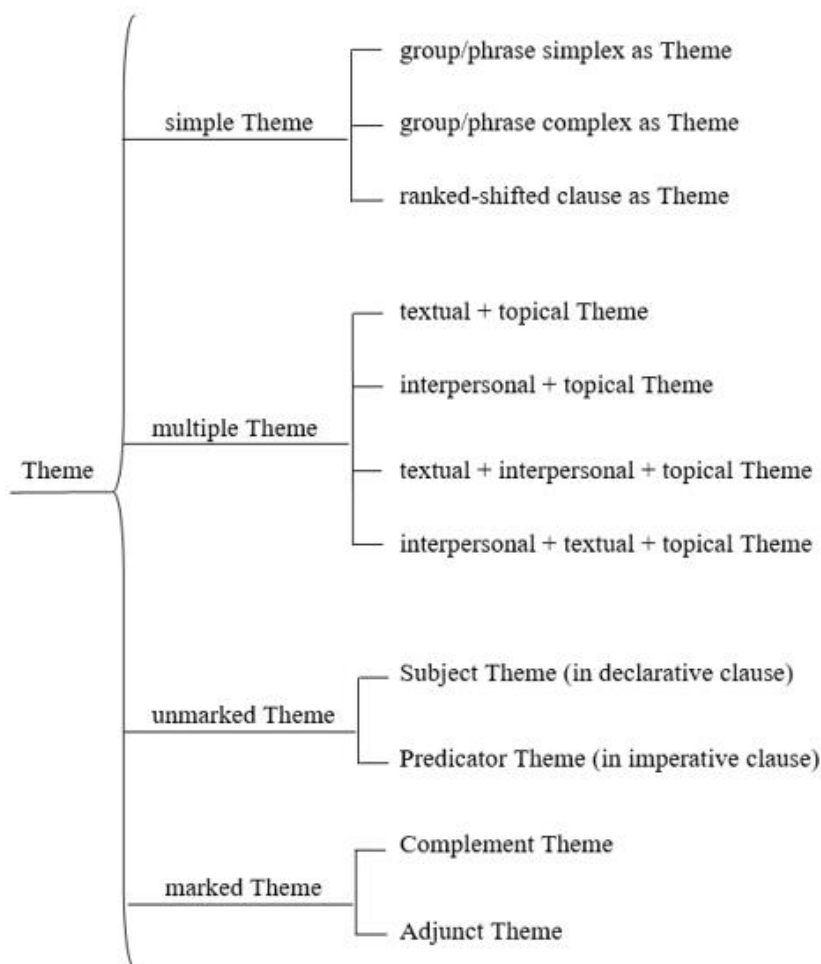 group/phrase simplex as Theme
simple Theme
group/phrase complex as Theme
ranked-shifted clause as Theme
textual + topical Theme
interpersonal + topical Theme
multiple Theme
Theme
textual + interpersonal + topical Theme
interpersonal + textual + topical Theme
Subject Theme (in declarative clause)
unmarked Theme
Predicator Theme (in imperative clause)
Complement Theme
marked Theme
Adjunct Theme